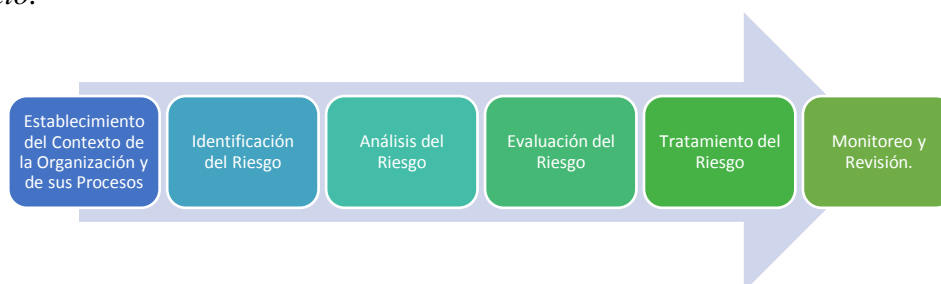 Establecimiento
del Contexto de
la Organización y
de sus Procesos
Identificación
del Riesgo
Análisis del
Riesgo
Evaluación del
Riesgo
Tratamiento del
Riesgo
Monitoreo y
Revisión.